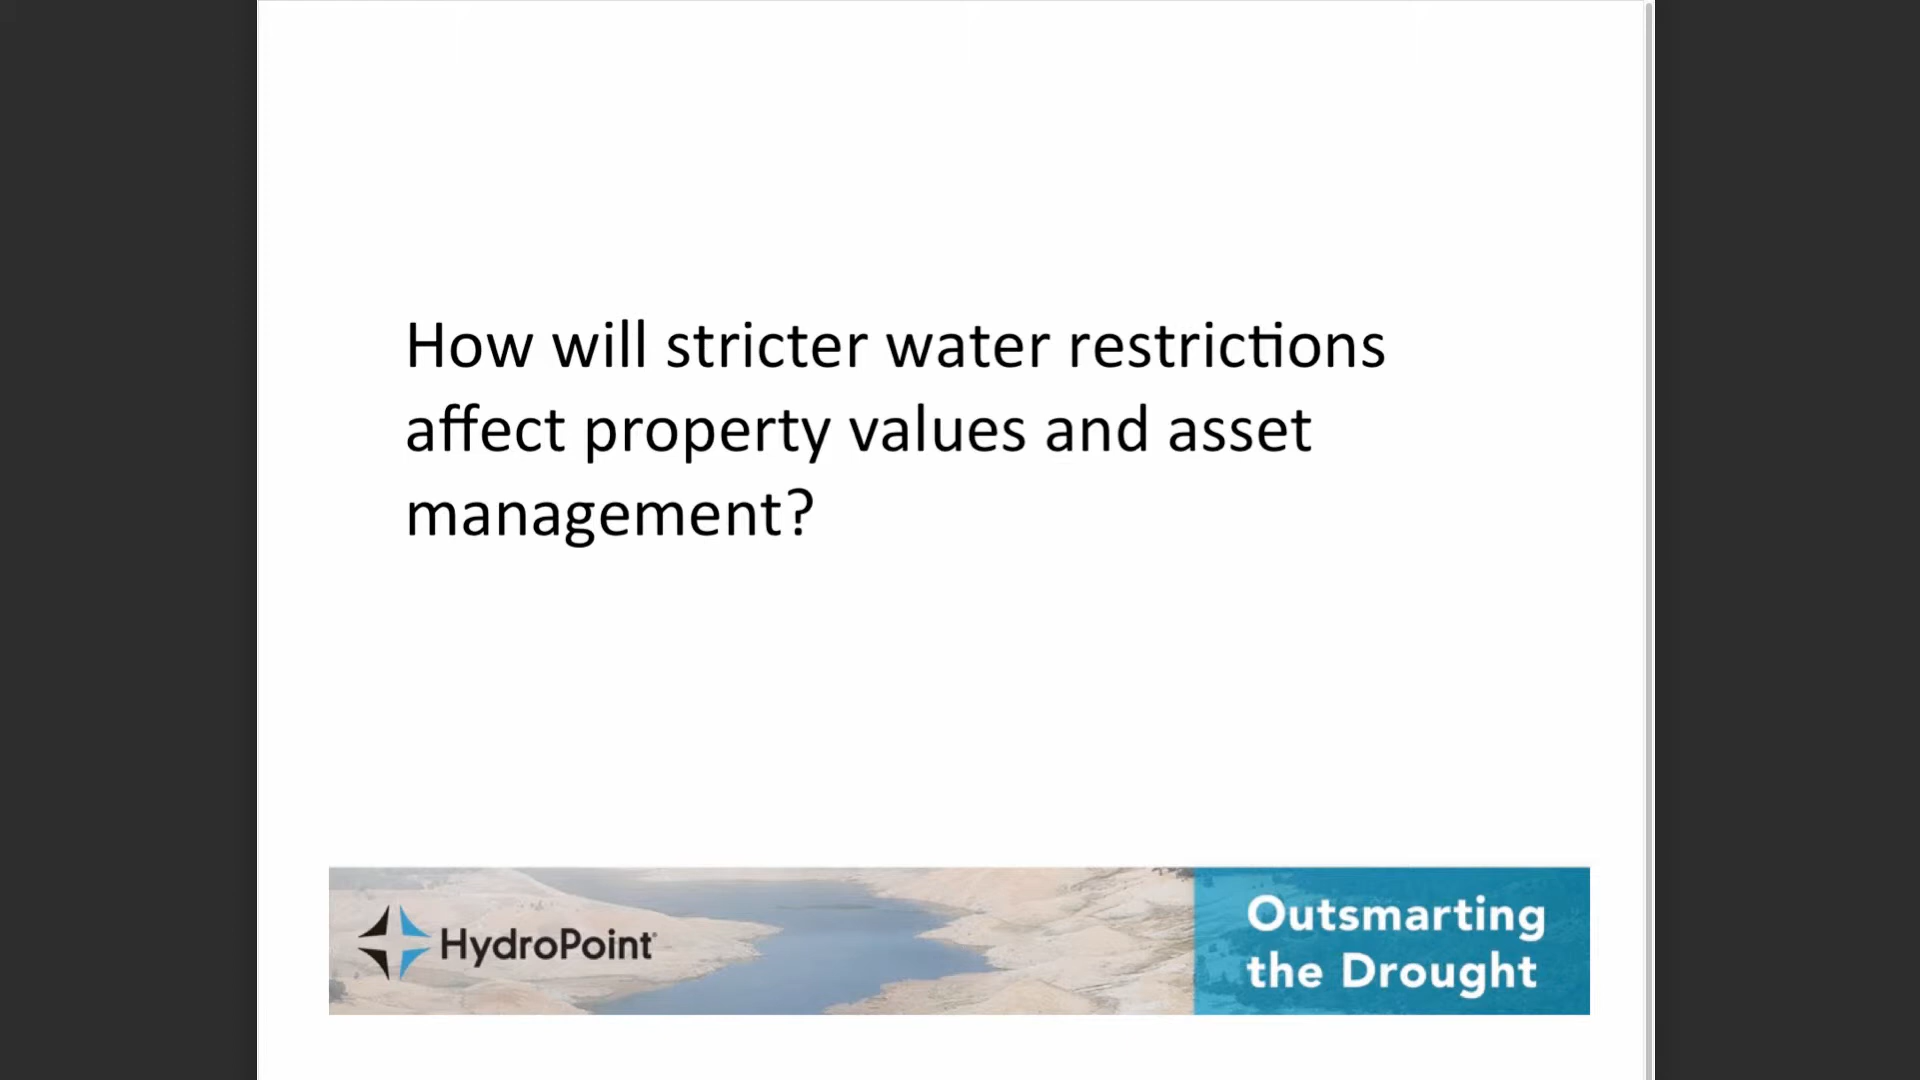 How will stricter water restrictions
affect property values and asset
management?
HydroPoint®
Outsmarting
the Drought